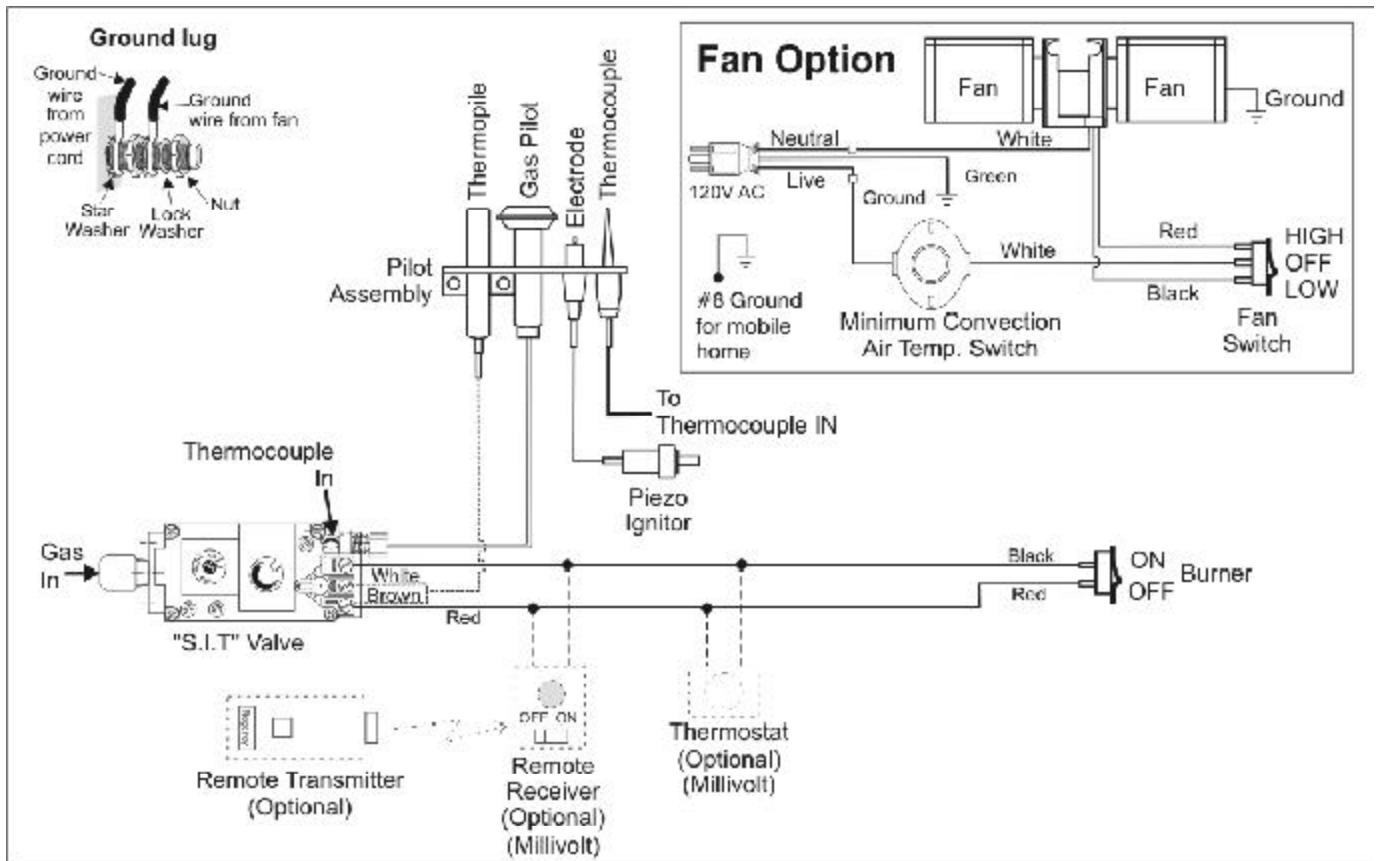 Ground lug
Ground
wire
from
power
cord
Ground
wire from fan
Star
Washer
Lock
Washer
Nut
Thermopile
Gas Pilot
Electrode
Thermocouple
Pilot
Assembly
To
Thermocouple IN
Piezo
Ignitor
Fan Option
Fan
Fan
Ground
Neutral
White
Live
120V AC
Green
Ground
#8 Ground
for mobile
home
White
Minimum Convection
Air Temp. Switch
Red
Black
HIGH
OFF
LOW
Fan
Switch
Thermocouple
In
Gas
In
White
Brown
Red
"S.I.T" Valve
Black
Red
ON
OFF
Burner
OFF ON
Remote Transmitter
(Optional)
Remote
Receiver
(Optional)
(Millivolt)
Thermostat
(Optional)
(Millivolt)